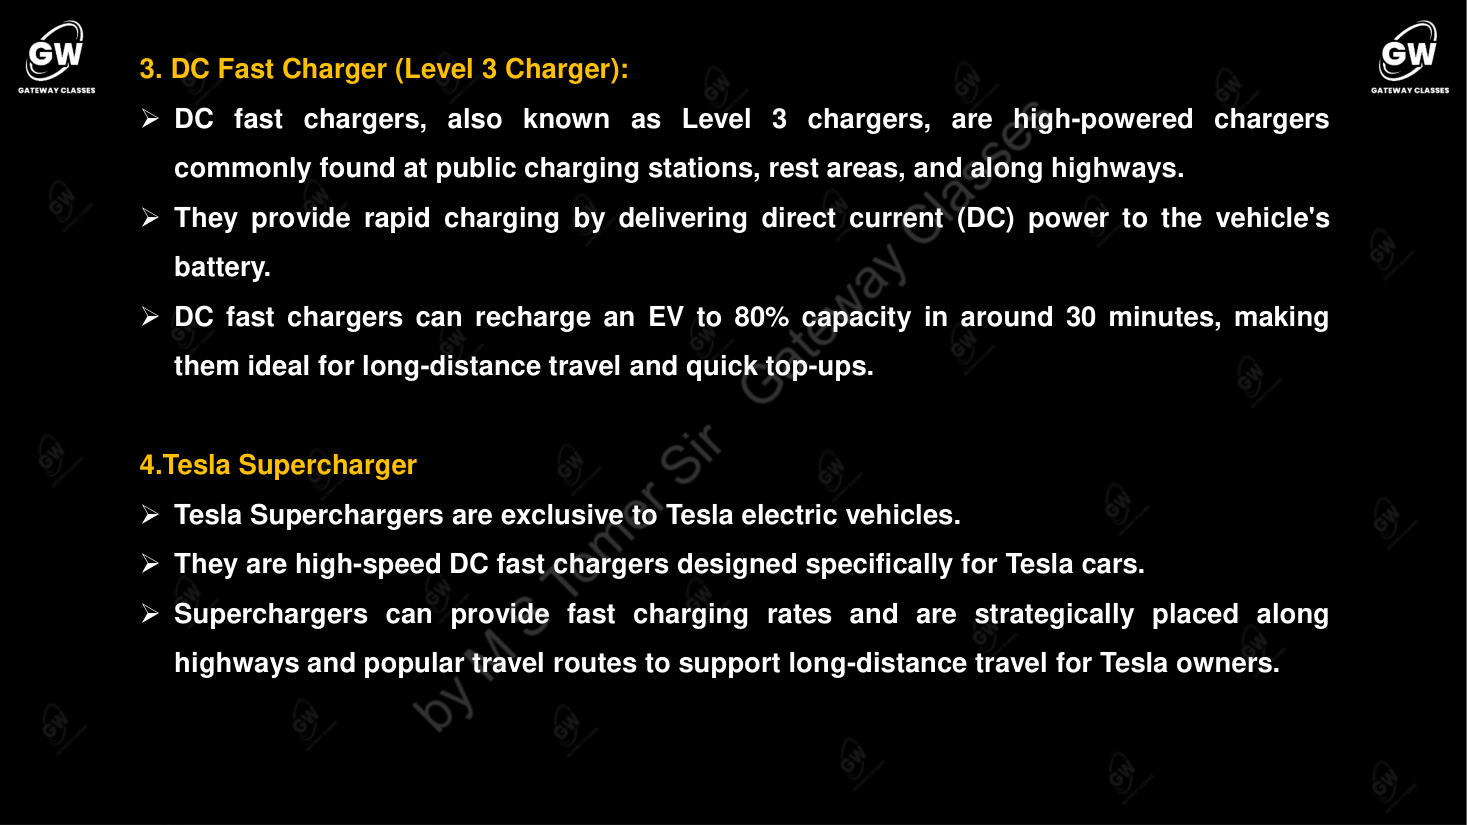 GW
GATEWAY CLASSES
GW
GATEWAY CLASSES
3. DC Fast Charger (Level 3 Charger):
➢ DC fast chargers, also known as Level 3 chargers, are high-powered chargers
commonly found at public charging stations, rest areas, and along highways.
➢ They provide rapid charging by delivering direct current (DC) power to the vehicle's
battery.
➢ DC fast chargers can recharge an EV to 80% capacity in around 30 minutes, making
them ideal for long-distance travel and quick top-ups.
4.Tesla Supercharger
➢ Tesla Superchargers are exclusive to Tesla electric vehicles.
➢ They are high-speed DC fast chargers designed specifically for Tesla cars.
➢ Superchargers can provide fast charging rates and are strategically placed along
highways and popular travel routes to support long-distance travel for Tesla owners.
by M S Tomer Sir Gateway Classes